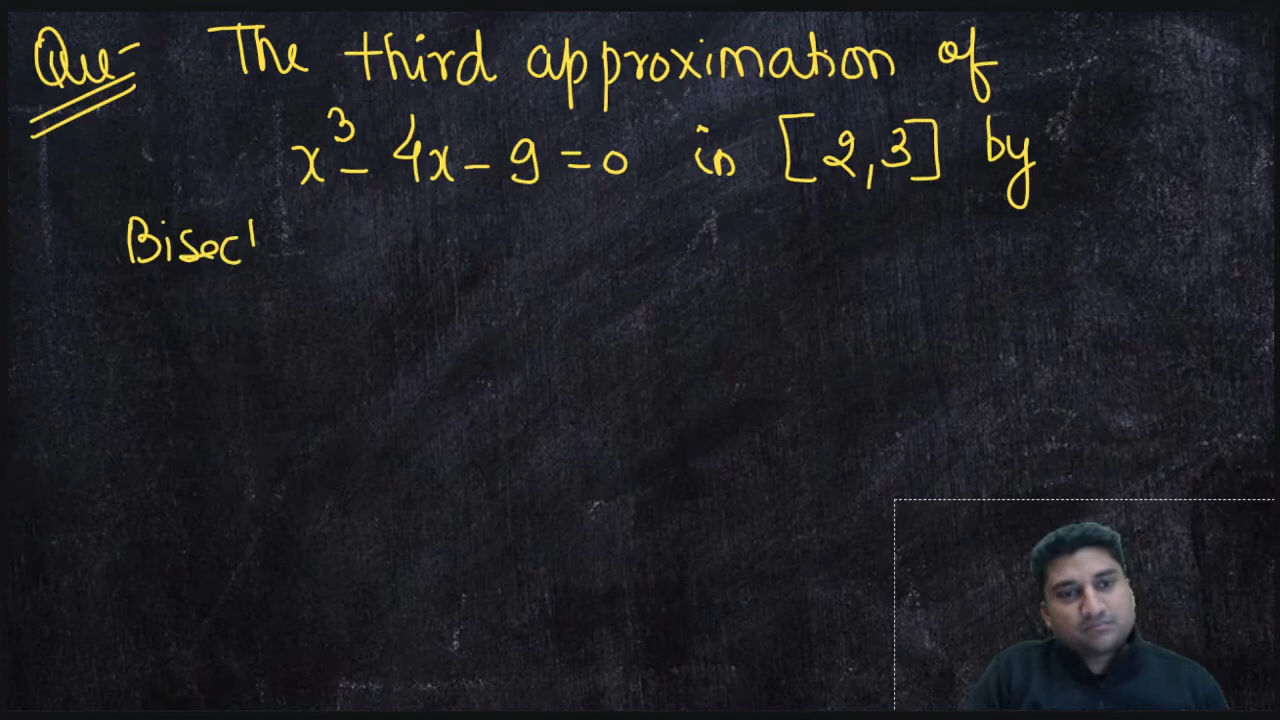 Que- The third approximation of
x³- 4x - 9 = 0 in [2,3] by
Bisec'